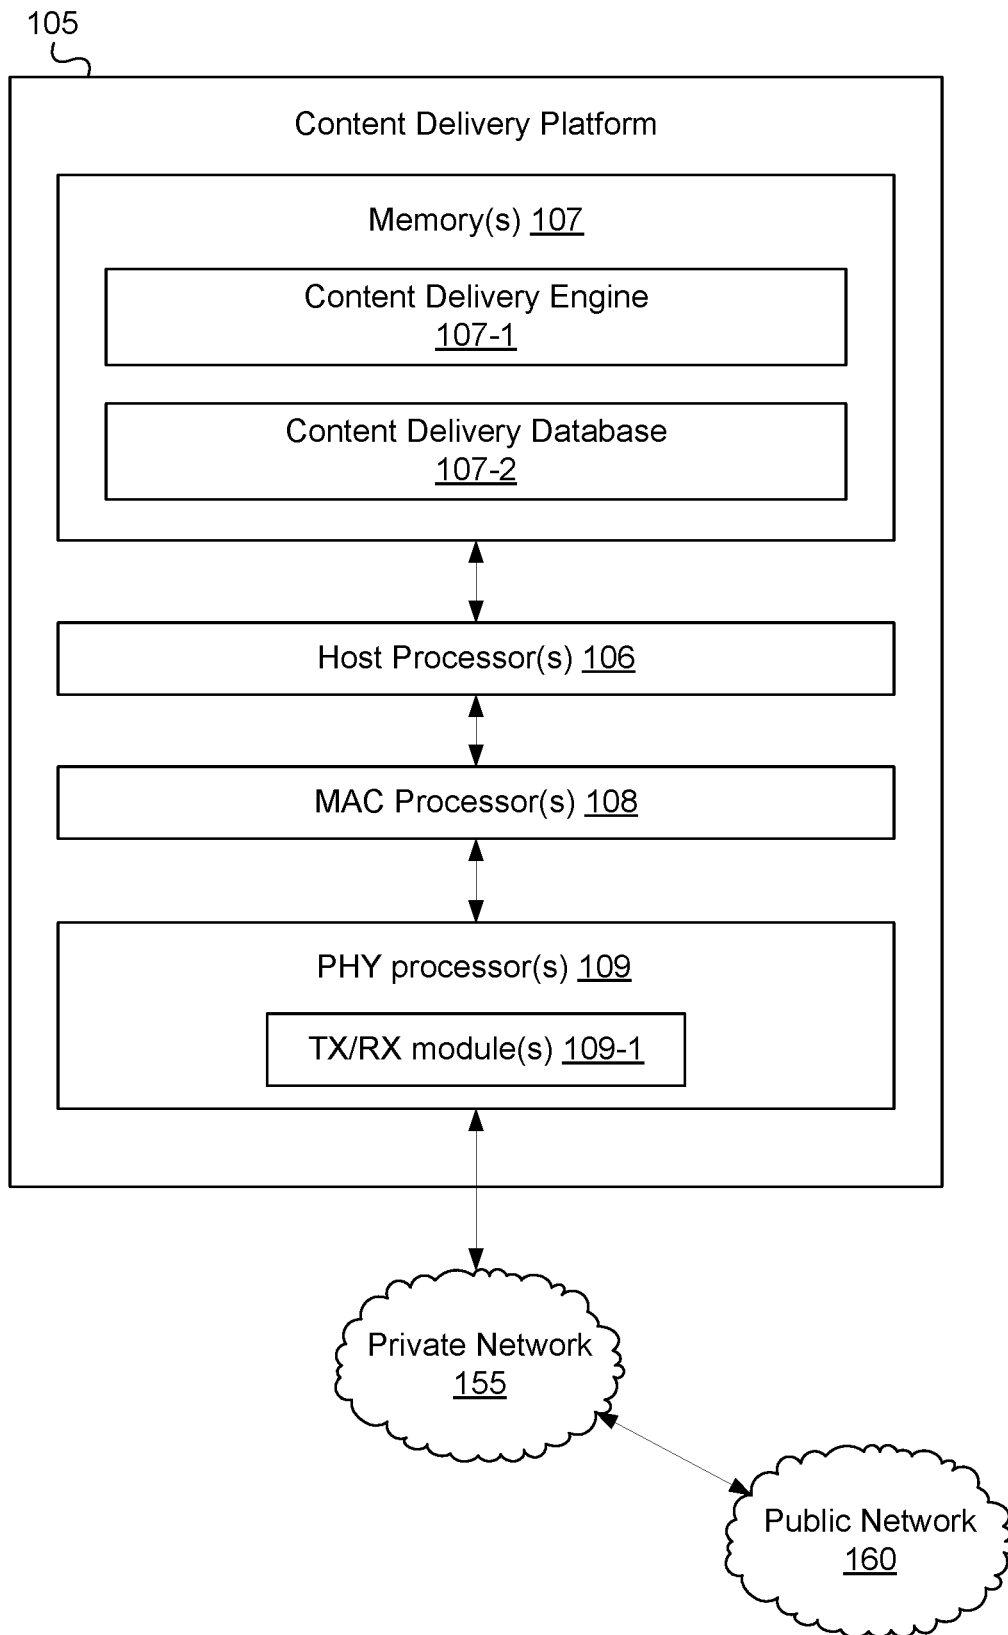 105
Content Delivery Platform
Memory(s) 107
Content Delivery Engine
107-1
Content Delivery Database
107-2
Host Processor(s) 106
MAC Processor(s) 108
PHY processor(s) 109
TX/RX module(s) 109-1
Private Network
155
Public Network
160